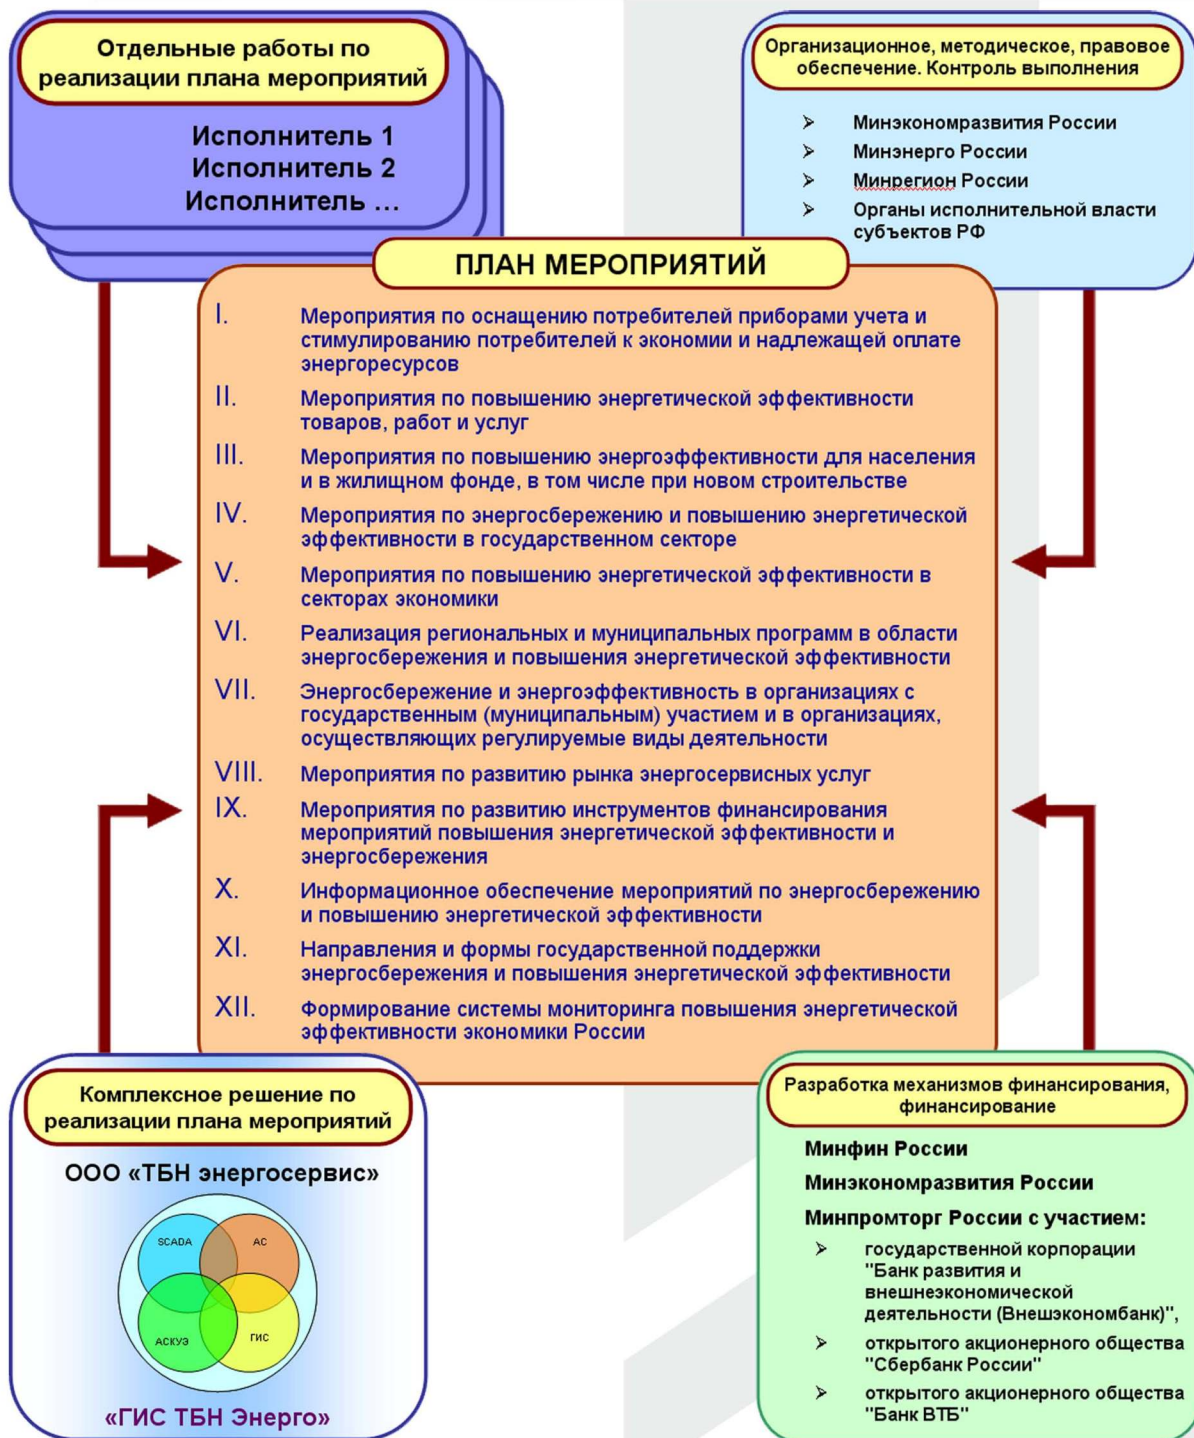 Отдельные работы по
реализации плана мероприятий
Исполнитель 1
Исполнитель 2
Исполнитель ...
Организационное, методическое, правовое
обеспечение. Контроль выполнения
➢ Минэкономразвития России
➢ Минэнерго России
➢ Минрегион России
➢ Органы исполнительной власти
субъектов РФ
ПЛАН МЕРОПРИЯТИЙ
I. Мероприятия по оснащению потребителей приборами учета и
стимулированию потребителей к экономии и надлежащей оплате
энергоресурсов
II. Мероприятия по повышению энергетической эффективности
товаров, работ и услуг
III. Мероприятия по повышению энергоэффективности для населения
и в жилищном фонде, в том числе при новом строительстве
IV. Мероприятия по энергосбережению и повышению энергетической
эффективности в государственном секторе
V. Мероприятия по повышению энергетической эффективности в
секторах экономики
VI. Реализация региональных и муниципальных программ в области
энергосбережения и повышения энергетической эффективности
VII. Энергосбережение и энергоэффективность в организациях с
государственным (муниципальным) участием и в организациях,
осуществляющих регулируемые виды деятельности
VIII. Мероприятия по развитию рынка энергосервисных услуг
IX. Мероприятия по развитию инструментов финансирования
мероприятий повышения энергетической эффективности и
энергосбережения
X. Информационное обеспечение мероприятий по энергосбережению
и повышению энергетической эффективности
XI. Направления и формы государственной поддержки
энергосбережения и повышения энергетической эффективности
XII. Формирование системы мониторинга повышения энергетической
эффективности экономики России
Комплексное решение по
реализации плана мероприятий
ООО «ТБН энергосервис»
SCADA АС
АСКУЭ ГИС
«ГИС ТБН Энерго»
Разработка механизмов финансирования,
финансирование
Минфин России
Минэкономразвития России
Минпромторг России с участием:
➢ государственной корпорации
"Банк развития и
внешнеэкономической
деятельности (Внешэкономбанк)",
➢ открытого акционерного общества
"Сбербанк России"
➢ открытого акционерного общества
"Банк ВТБ"